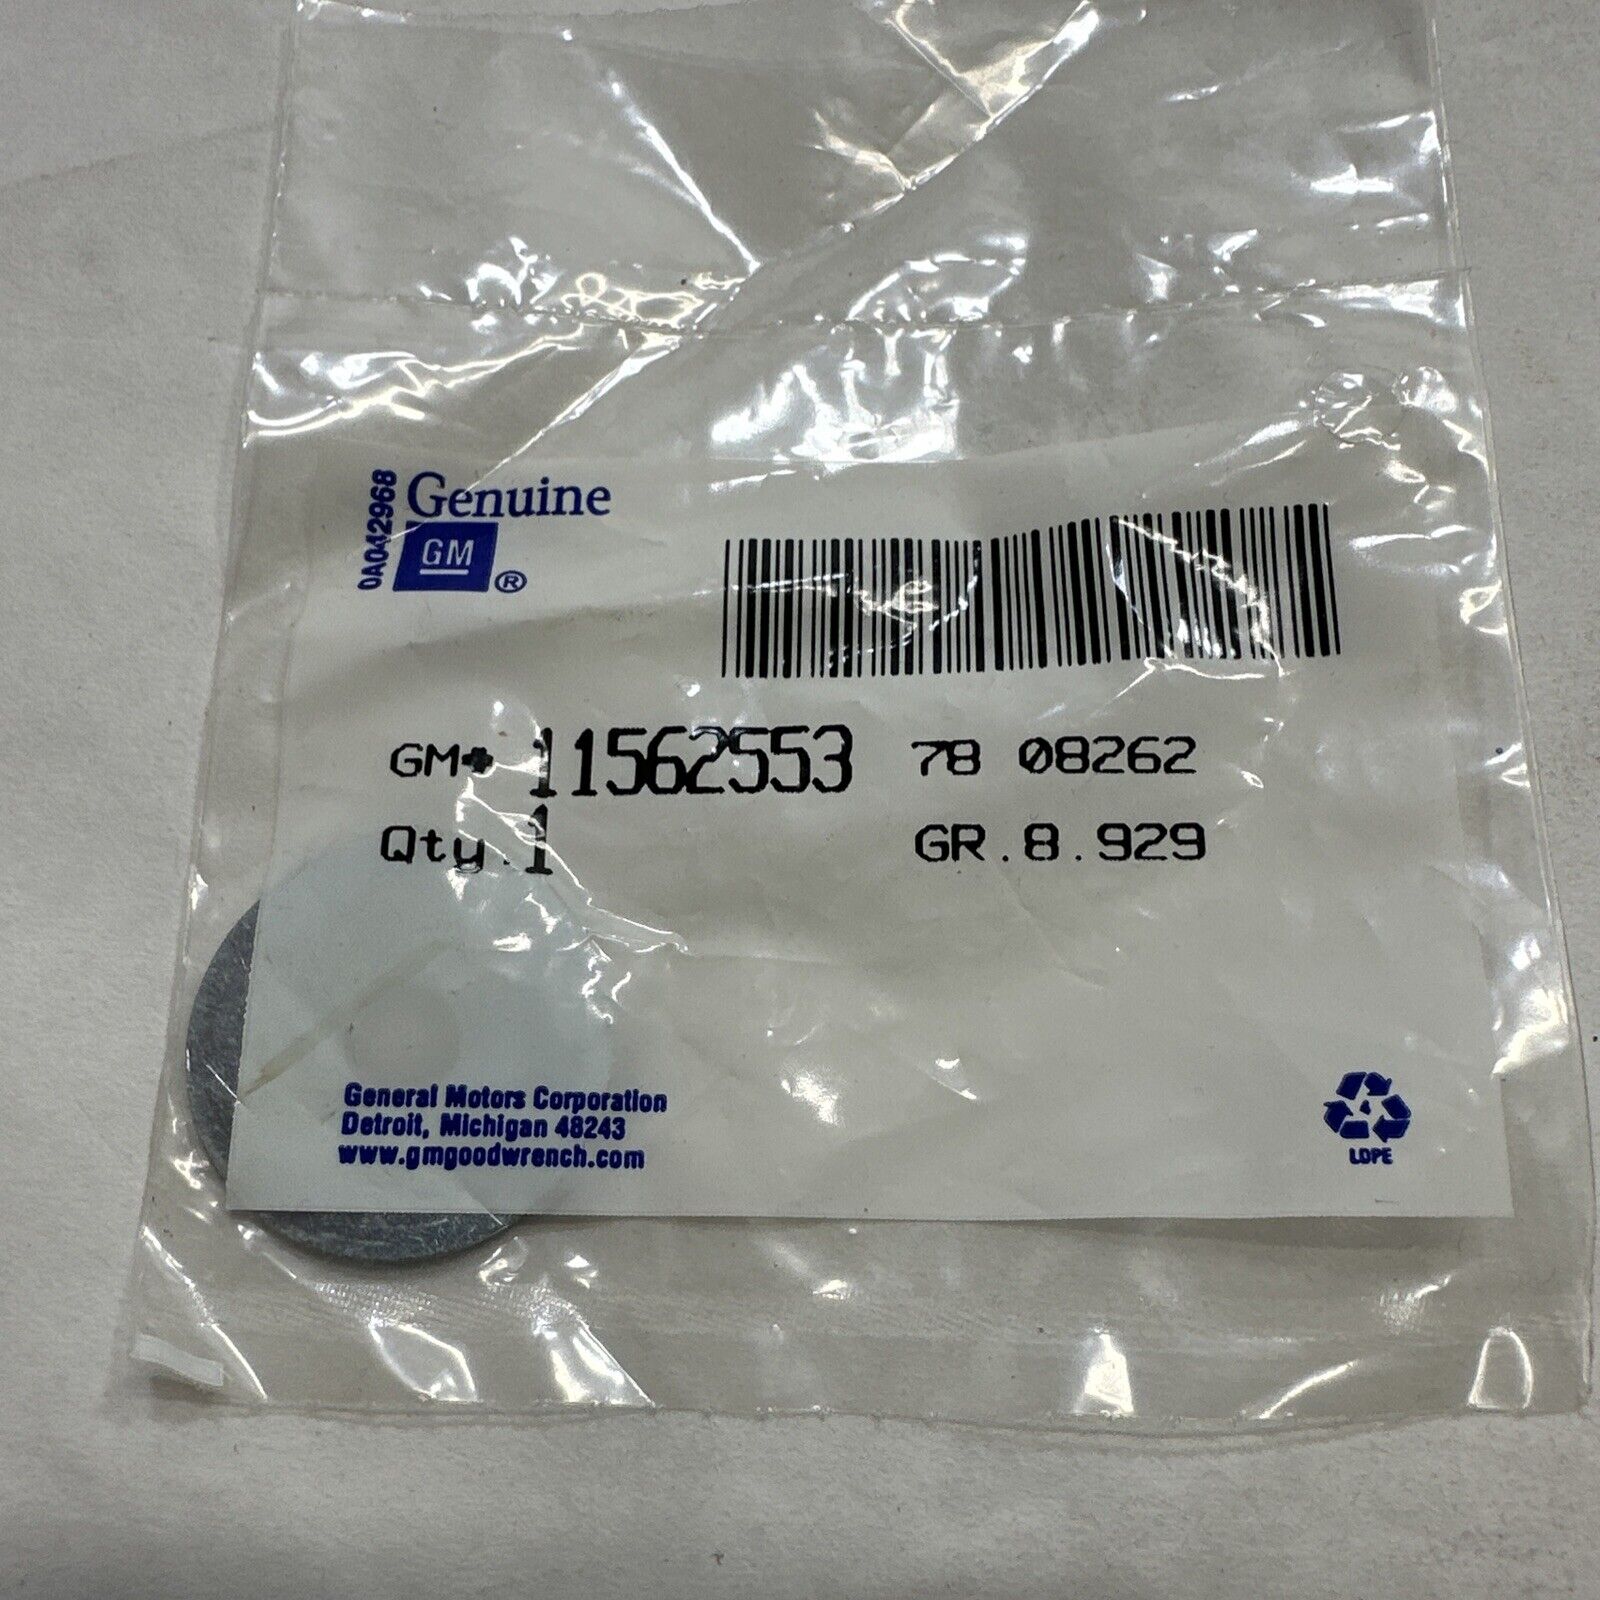 0A042968
Genuine
GM ®
GM# 11562553 78 08262
Qty. 1 GR.8.929
General Motors Corporation
Detroit, Michigan 48243
www.gmgoodwrench.com
4
LDPE